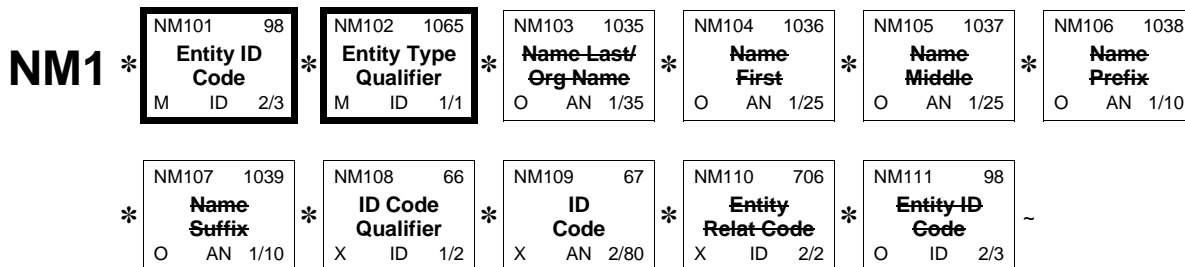 NM101 98 NM102 1065 NM103 1035 NM104 1036 NM105 1037 NM106 1038
NM1 * Entity ID * Entity Type * Name Last/ * Name * Name * Name
Code Qualifier Org Name First Middle Prefix
M ID 2/3 M ID 1/1 O AN 1/35 O AN 1/25 O AN 1/25 O AN 1/10
NM107 1039 NM108 66 NM109 67 NM110 706 NM111 98
* Name * ID Code * ID * Entity * Entity ID ~
Suffix Qualifier Code Relat Code Code
O AN 1/10 X ID 1/2 X AN 2/80 X ID 2/2 O ID 2/3